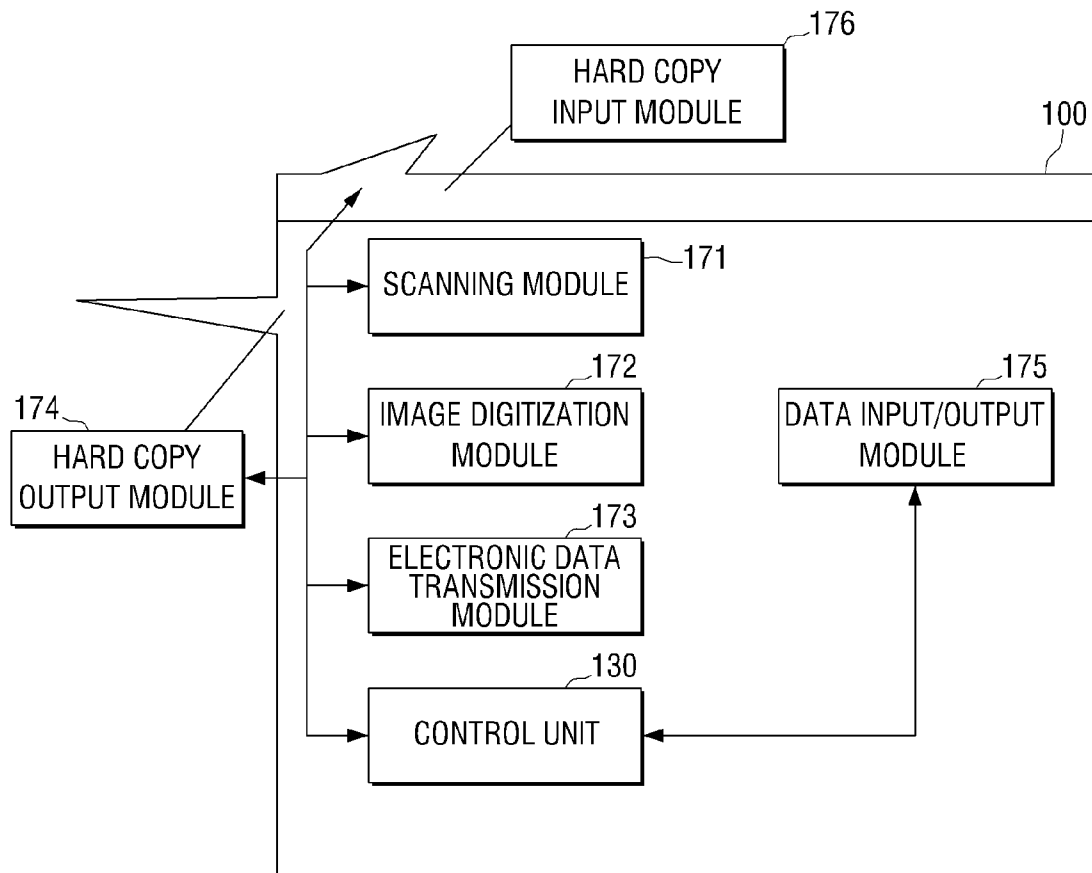 176
HARD COPY
INPUT MODULE
100
171
SCANNING MODULE
172
IMAGE DIGITIZATION
MODULE
175
DATA INPUT/OUTPUT
MODULE
174
HARD COPY
OUTPUT MODULE
173
ELECTRONIC DATA
TRANSMISSION
MODULE
130
CONTROL UNIT